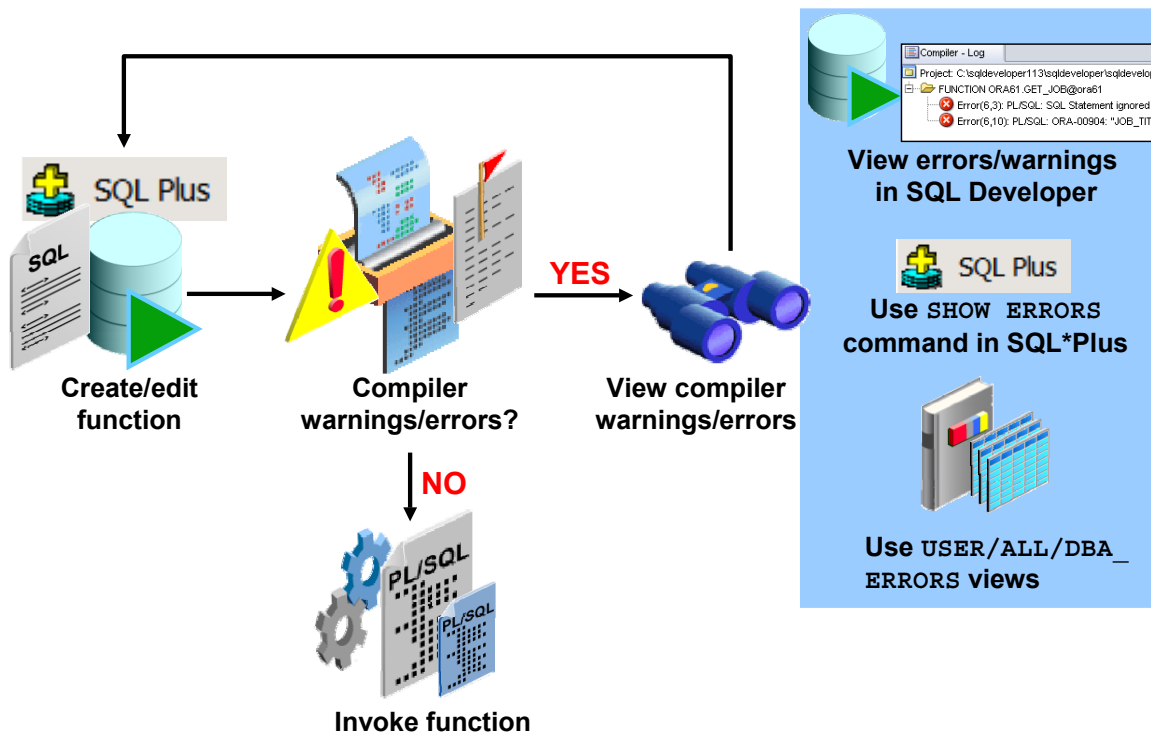 SQL Plus
SQL
Create/edit
function
Compiler
warnings/errors?
YES
View compiler
warnings/errors
NO
PL/SQL
PL/SQL
Invoke function
Compiler - Log
Project: C:\sqldeveloper113\sqldeveloper\sqldevelop
FUNCTION ORA61.GET_JOB@ora61
Error(6,3): PL/SQL: SQL Statement ignored
Error(6,10): PL/SQL: ORA-00904: "JOB_TIT
View errors/warnings
in SQL Developer
SQL Plus
Use SHOW ERRORS
command in SQL*Plus
Use USER/ALL/DBA_
ERRORS views